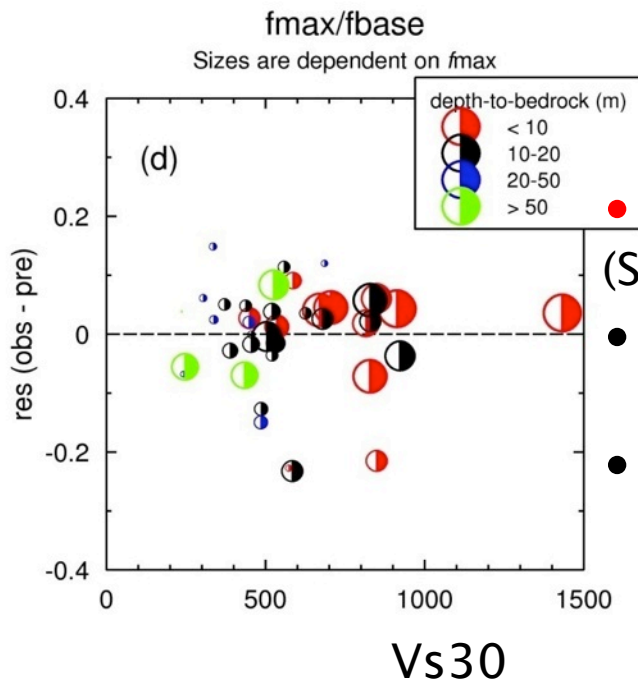 fmax/fbase
Sizes are dependent on fmax
depth-to-bedrock (m)
< 10
10-20
20-50
> 50
(d)
(S
res (obs - pre)
0.4
0.2
0
-0.2
-0.4
0 500 1000 1500
Vs30